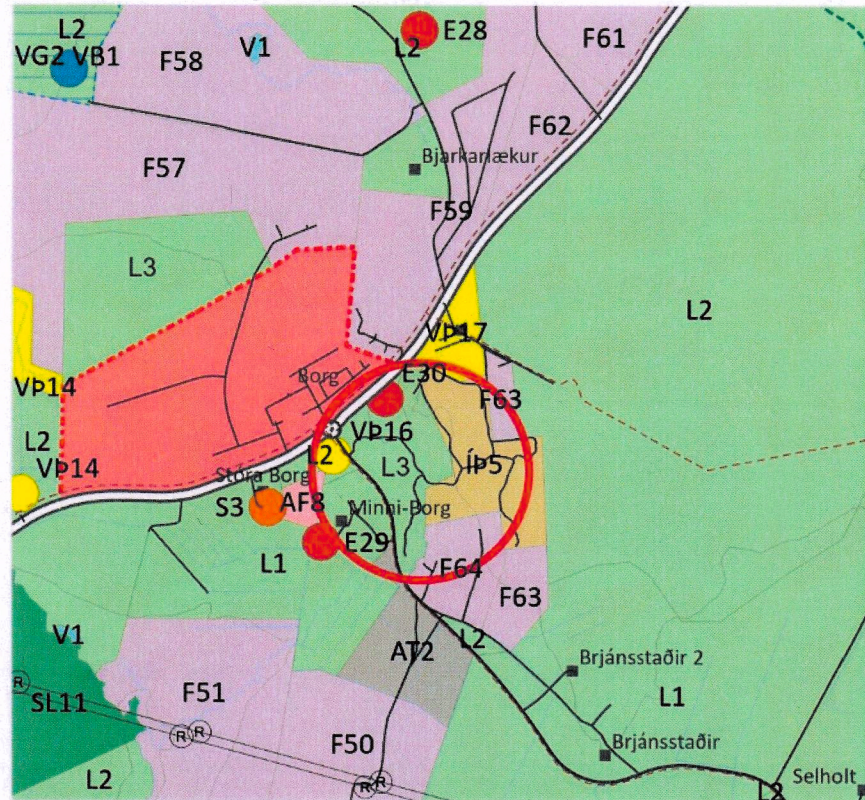 L2
VG2 VB1
F58
V1
L2
E28
F61
F62
Bjarkarlækur
F57
F59
L3
L2
VÞ17
VÞ14
Borg
E30
F63
L2
VÞ16
VÞ14
L2
L3
ÍÞ5
Stóra Borg
S3
AF8
Minni-Borg
L1
E29
F64
F63
V1
AT2
L2
Brjánsstaðir 2
SL11
F51
L1
R
R
R
F50
Brjánsstaðir
L2
R
R
L2
Selholt